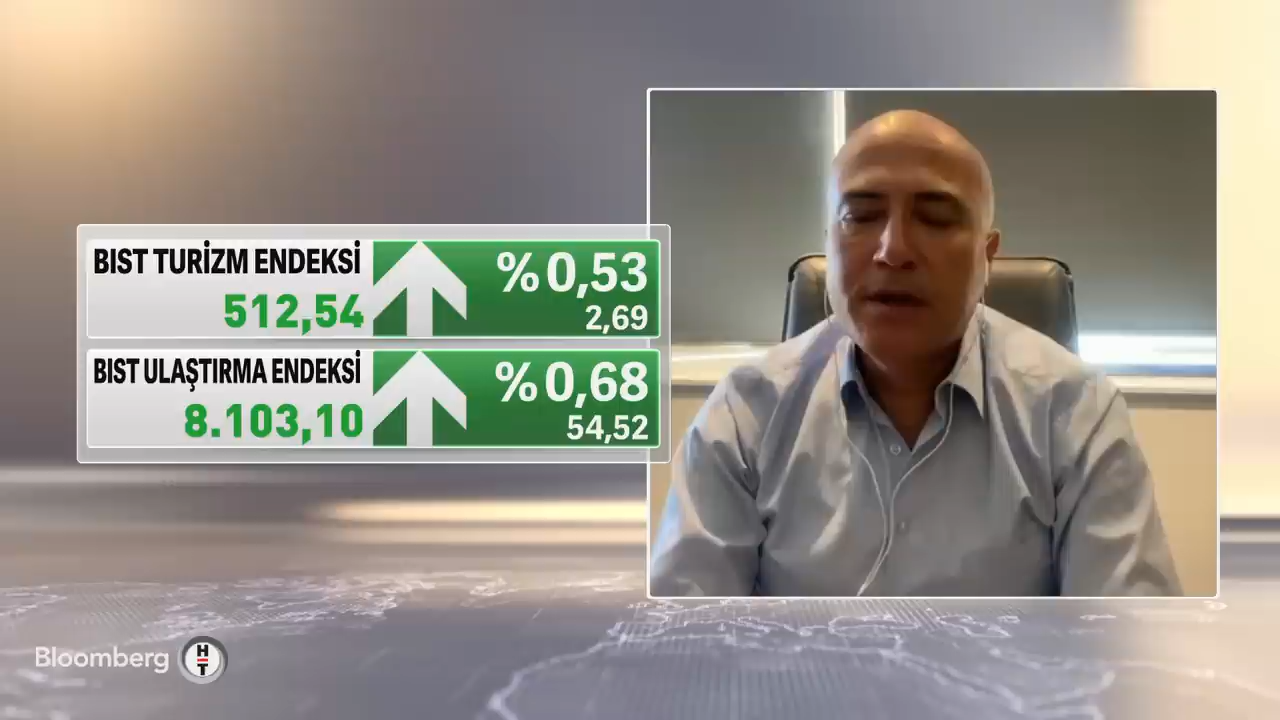 BIST TURİZM ENDEKSİ
512,54
%0,53
2,69
BIST ULAŞTIRMA ENDEKSİ
8.103,10
%0,68
54,52
Bloomberg HT